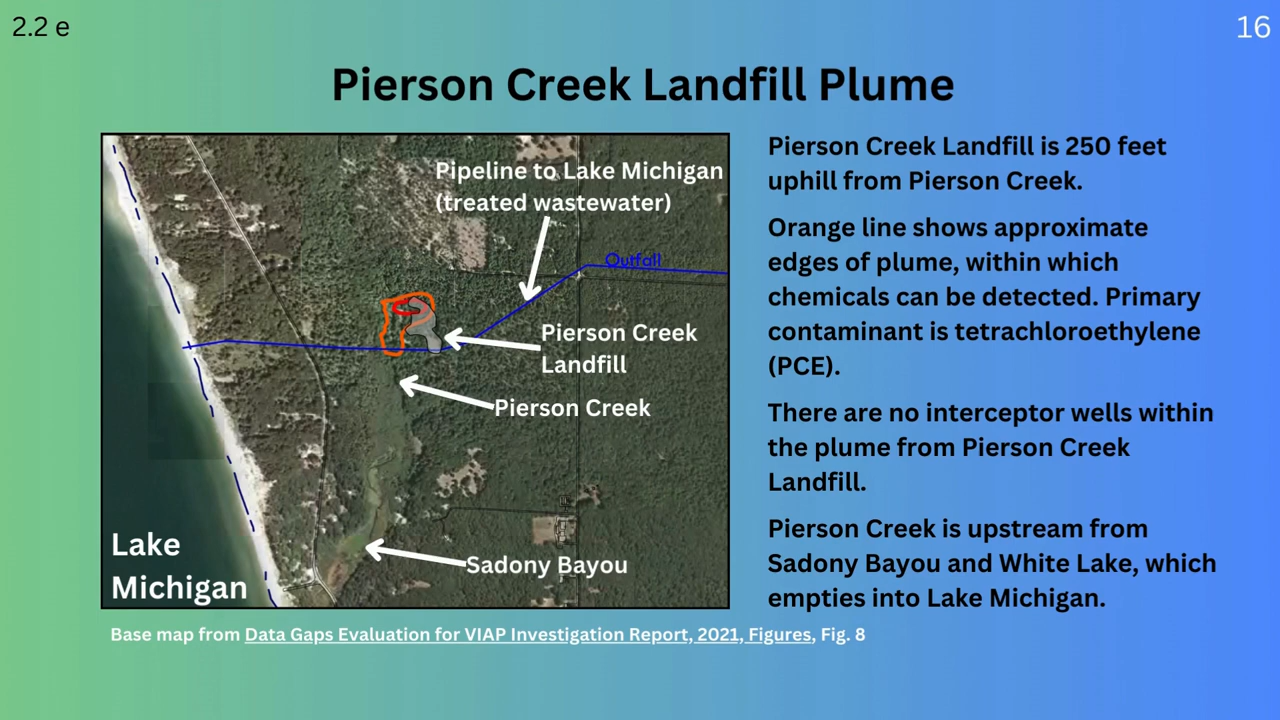 2.2 e
16
Pierson Creek Landfill Plume
Pipeline to Lake Michigan
(treated wastewater)
Outfall
Pierson Creek
Landfill
Pierson Creek
Sadony Bayou
Lake
Michigan
Pierson Creek Landfill is 250 feet
uphill from Pierson Creek.
Orange line shows approximate
edges of plume, within which
chemicals can be detected. Primary
contaminant is tetrachloroethylene
(PCE).
There are no interceptor wells within
the plume from Pierson Creek
Landfill.
Pierson Creek is upstream from
Sadony Bayou and White Lake, which
empties into Lake Michigan.
Base map from Data Gaps Evaluation for VIAP Investigation Report, 2021, Figures, Fig. 8